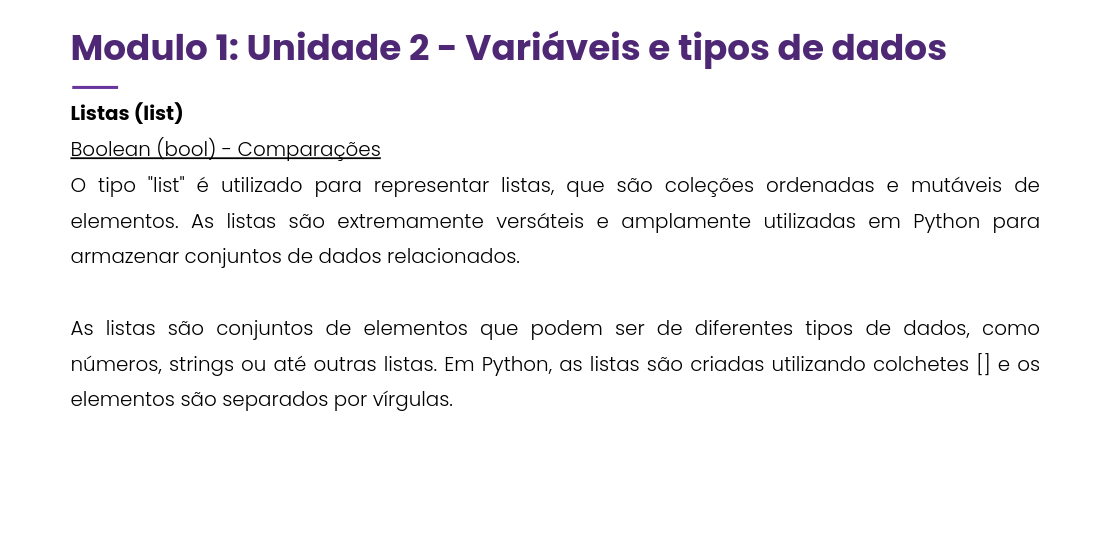 Modulo 1: Unidade 2 - Variáveis e tipos de dados
Listas (list)
Boolean (bool) - Comparações
O tipo "list" é utilizado para representar listas, que são coleções ordenadas e mutáveis de
elementos. As listas são extremamente versáteis e amplamente utilizadas em Python para
armazenar conjuntos de dados relacionados.
As listas são conjuntos de elementos que podem ser de diferentes tipos de dados, como
números, strings ou até outras listas. Em Python, as listas são criadas utilizando colchetes [] e os
elementos são separados por vírgulas.